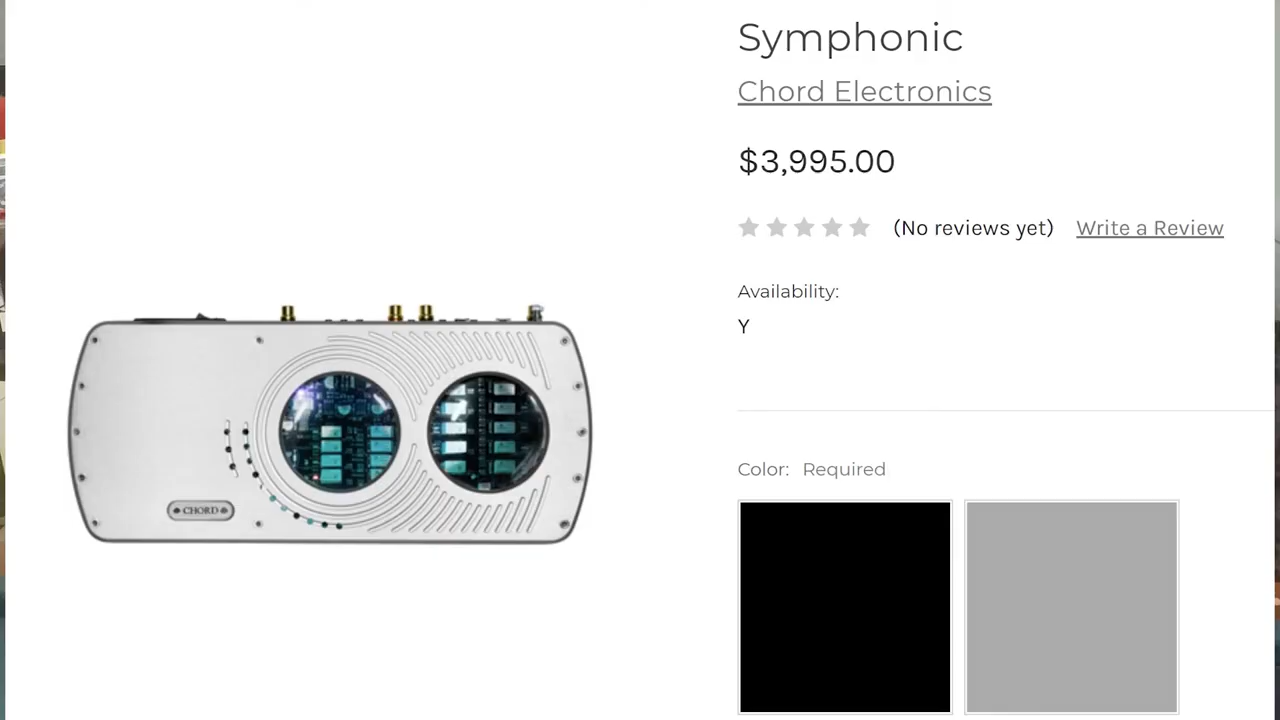 Symphonic
Chord Electronics
$3,995.00
(No reviews yet) Write a Review
Availability:
Y
Color: Required
CHORD